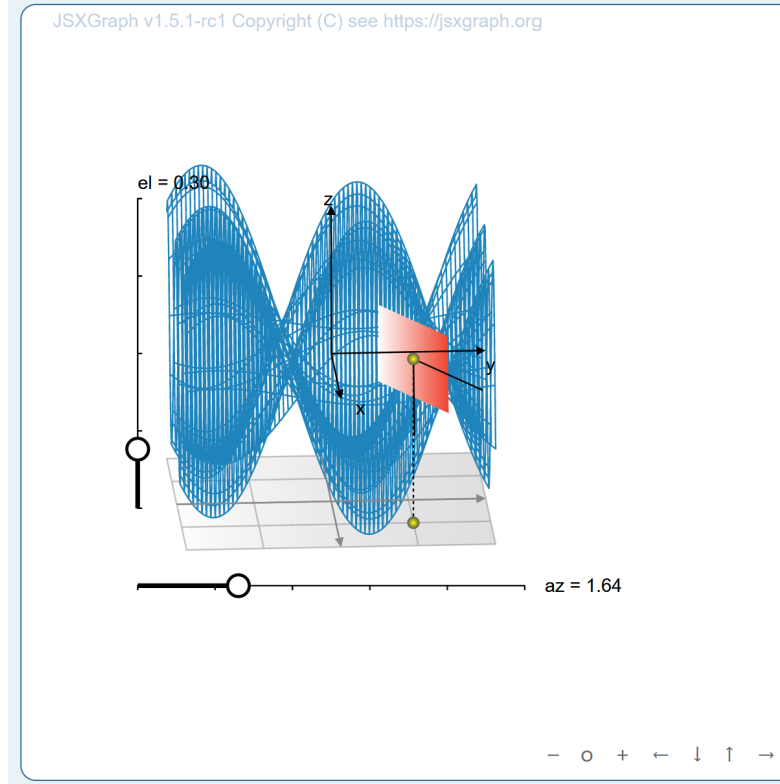 JSXGraph v1.5.1-rc1 Copyright (C) see https://jsxgraph.org
el = 0.30
z
y
x
az = 1.64
− o + ← ↓ ↑ →